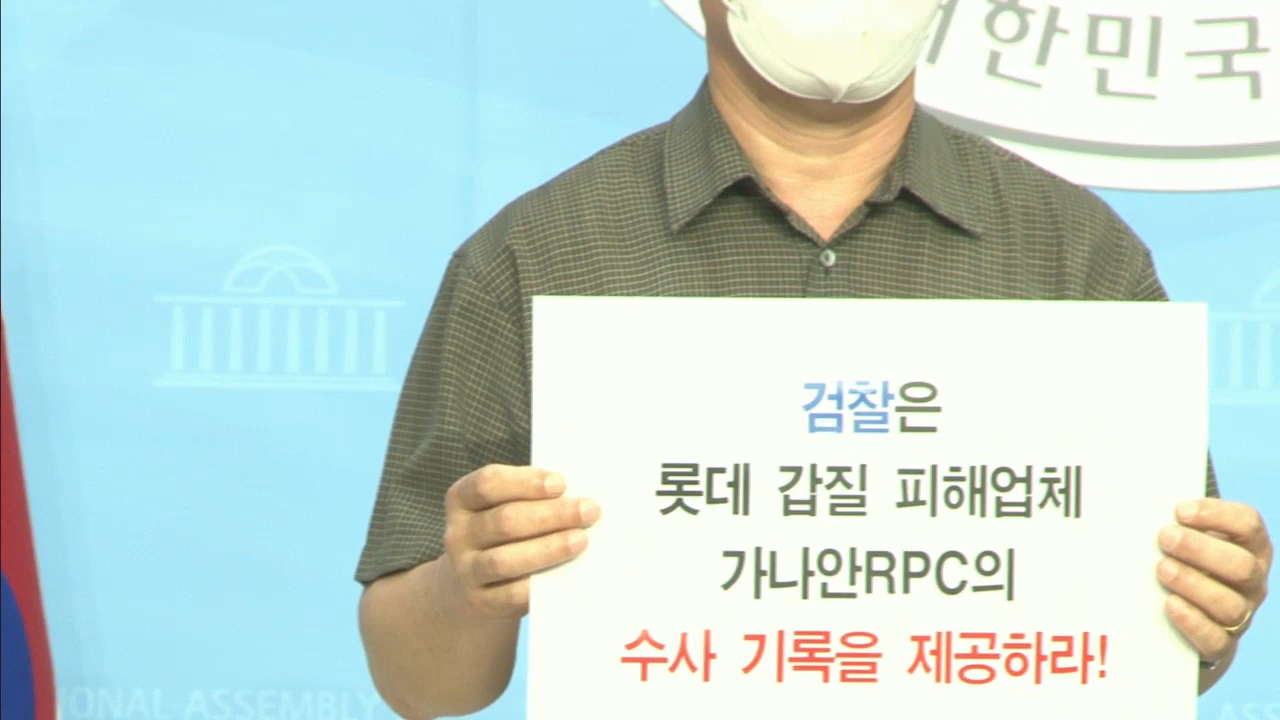 한민국
검찰은
롯데 갑질 피해업체
가나안RPC의
수사 기록을 제공하라!
ASSEMBLY